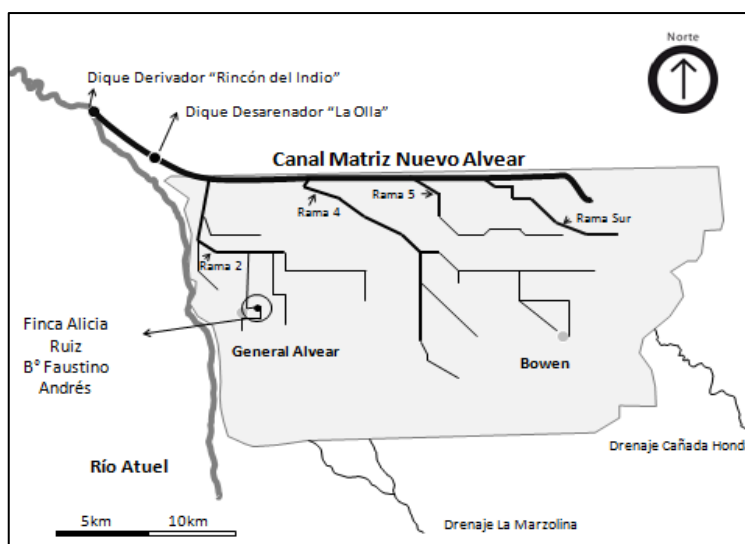 Norte
Dique Derivador "Rincón del Indio"
Dique Desarenador "La Olla"
Canal Matriz Nuevo Alvear
Rama 4
Rama 5
Rama Sur
Rama 2
Finca Alicia
Ruiz
B° Faustino
Andrés
General Alvear
Bowen
Río Atuel
Drenaje Cañada Hond
5km
10km
Drenaje La Marzolina